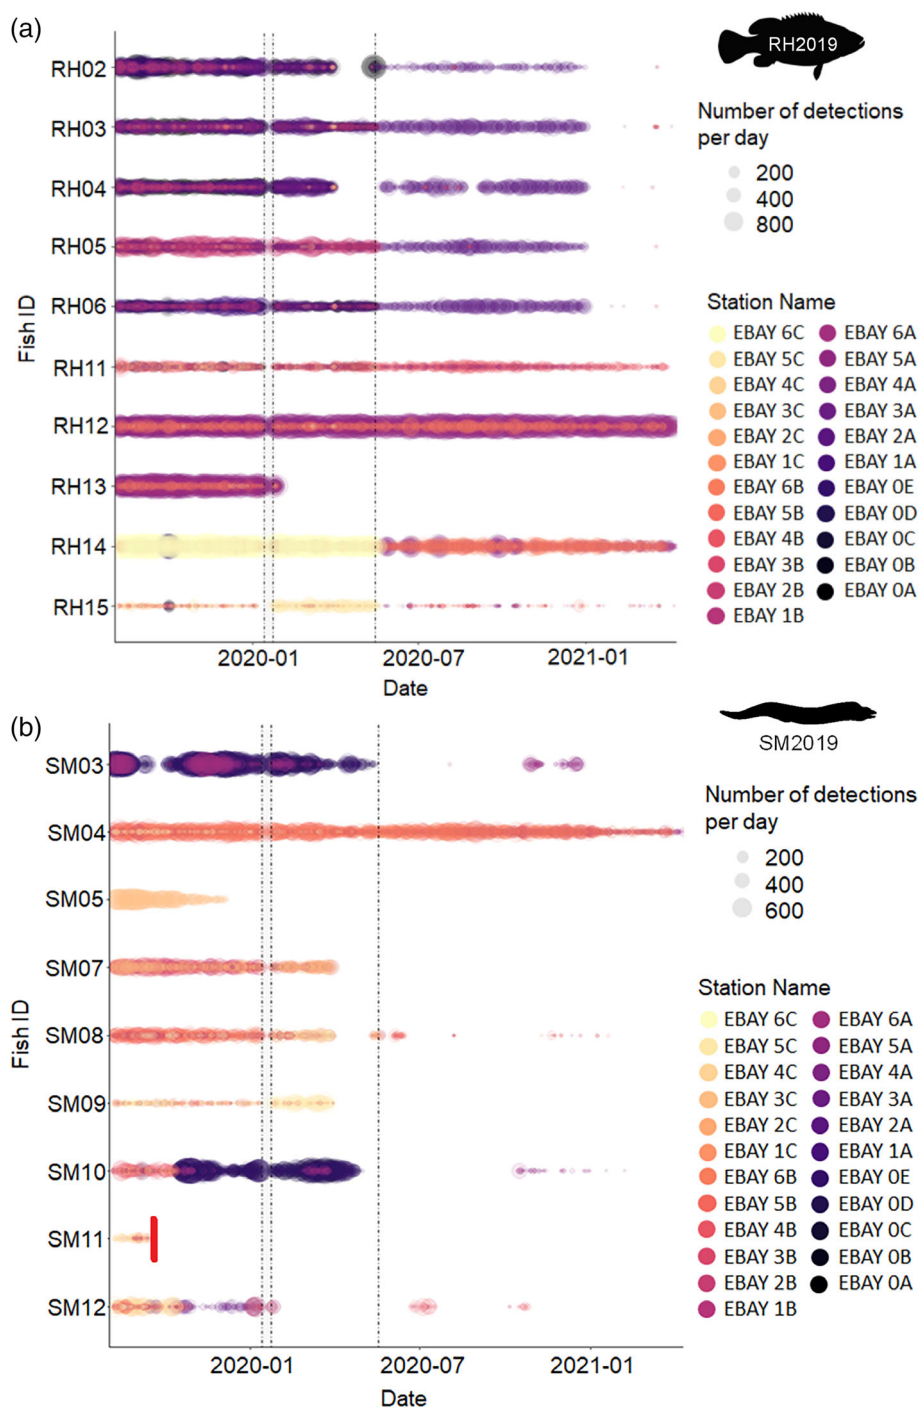 (a)
RH2019
RH02
RH03
RH04
RH05
RH06
RH11
RH12
RH13
RH14
RH15
Fish ID
2020-01
2020-07
2021-01
Date
Number of detections
per day
200
400
800
Station Name
EBAY 6C
EBAY 5C
EBAY 4C
EBAY 3C
EBAY 2C
EBAY 1C
EBAY 6B
EBAY 5B
EBAY 4B
EBAY 3B
EBAY 2B
EBAY 1B
EBAY 6A
EBAY 5A
EBAY 4A
EBAY 3A
EBAY 2A
EBAY 1A
EBAY 0E
EBAY 0D
EBAY 0C
EBAY 0B
EBAY 0A
(b)
SM2019
SM03
SM04
SM05
SM07
SM08
SM09
SM10
SM11
SM12
Fish ID
2020-01
2020-07
2021-01
Date
Number of detections
per day
200
400
600
Station Name
EBAY 6C
EBAY 5C
EBAY 4C
EBAY 3C
EBAY 2C
EBAY 1C
EBAY 6B
EBAY 5B
EBAY 4B
EBAY 3B
EBAY 2B
EBAY 1B
EBAY 6A
EBAY 5A
EBAY 4A
EBAY 3A
EBAY 2A
EBAY 1A
EBAY 0E
EBAY 0D
EBAY 0C
EBAY 0B
EBAY 0A